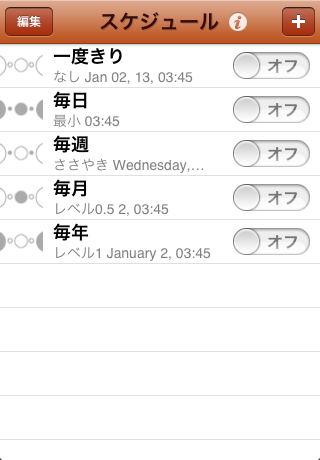 編集
スケジュール
一度きり
なし Jan 02, 13, 03:45
オフ
毎日
最小 03:45
オフ
毎週
ささやき Wednesday,…
オフ
毎月
レベル0.5 2, 03:45
オフ
毎年
レベル1 January 2, 03:45
オフ